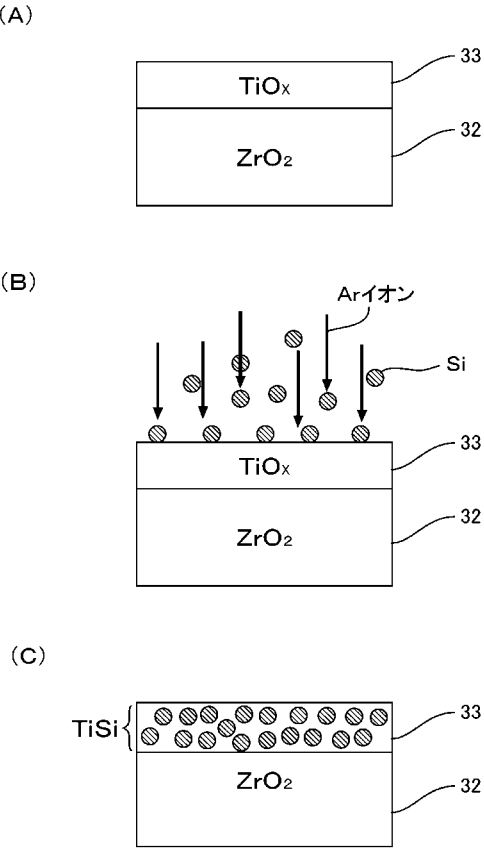 (A)
33
TiOx
32
ZrO2
(B)
Arイオン
Si
33
TiOx
32
ZrO2
(C)
TiSi
33
ZrO2
32